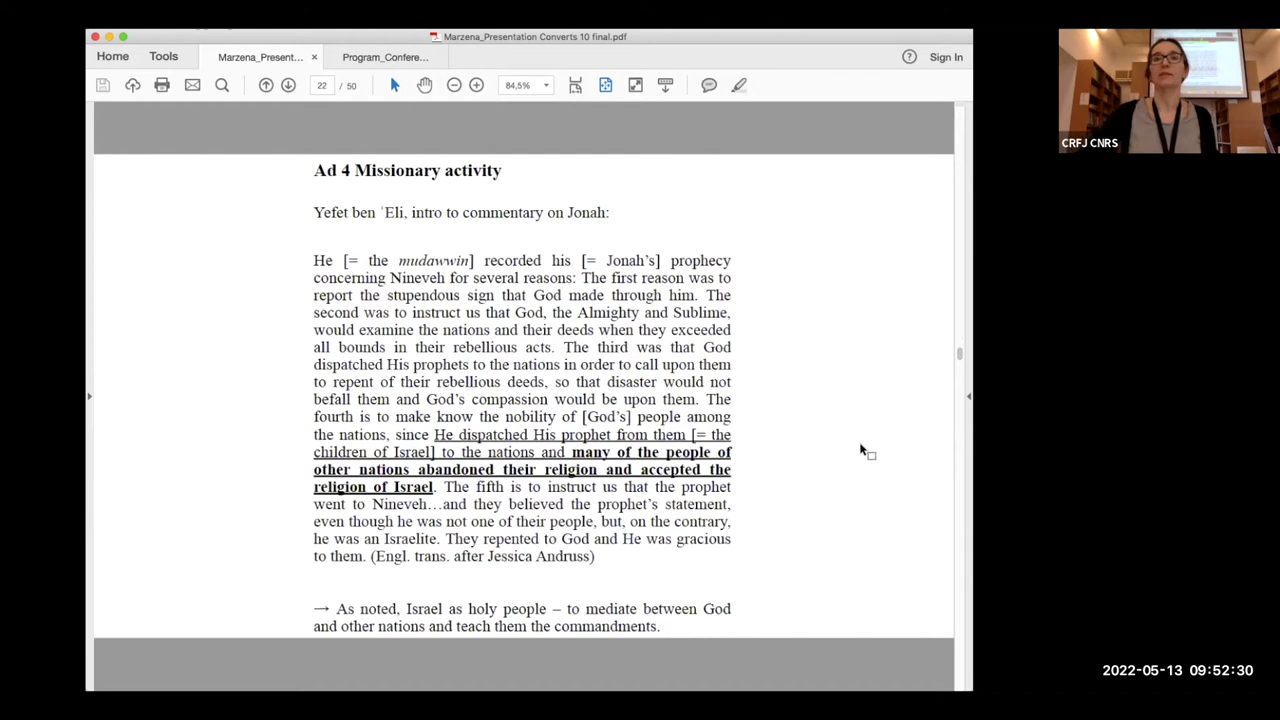 Marzena_Presentation Converts 10 final.pdf
Home
Tools
Marzena_Present...
×
Program_Confere...
Sign In
22 / 50
84,5%
CRFJ CNRS
Ad 4 Missionary activity
Yefet ben ʿEli, intro to commentary on Jonah:
He [= the mudawwin] recorded his [= Jonah’s] prophecy
concerning Nineveh for several reasons: The first reason was to
report the stupendous sign that God made through him. The
second was to instruct us that God, the Almighty and Sublime,
would examine the nations and their deeds when they exceeded
all bounds in their rebellious acts. The third was that God
dispatched His prophets to the nations in order to call upon them
to repent of their rebellious deeds, so that disaster would not
befall them and God’s compassion would be upon them. The
fourth is to make know the nobility of [God’s] people among
the nations, since He dispatched His prophet from them [= the
children of Israel] to the nations and many of the people of
other nations abandoned their religion and accepted the
religion of Israel. The fifth is to instruct us that the prophet
went to Nineveh…and they believed the prophet’s statement,
even though he was not one of their people, but, on the contrary,
he was an Israelite. They repented to God and He was gracious
to them. (Engl. trans. after Jessica Andruss)
→ As noted, Israel as holy people – to mediate between God
and other nations and teach them the commandments.
2022-05-13 09:52:30